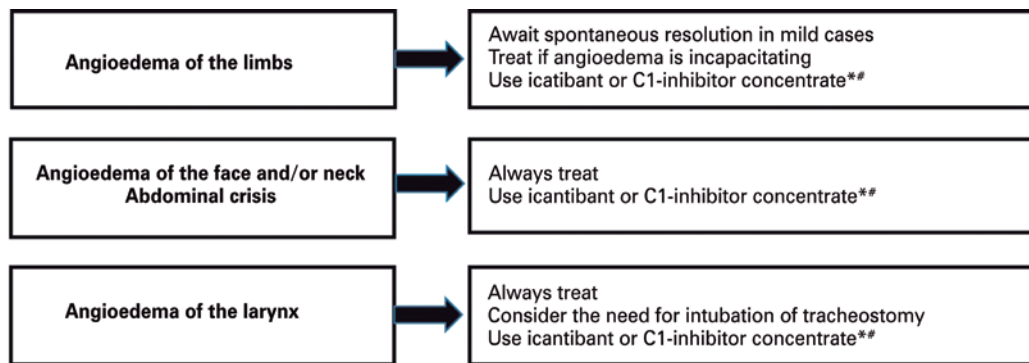 Angioedema of the limbs
Await spontaneous resolution in mild cases
Treat if angioedema is incapacitating
Use icatibant or C1-inhibitor concentrate*#
Angioedema of the face and/or neck
Abdominal crisis
Always treat
Use icantibant or C1-inhibitor concentrate*#
Angioedema of the larynx
Always treat
Consider the need for intubation of tracheostomy
Use icantibant or C1-inhibitor concentrate*#